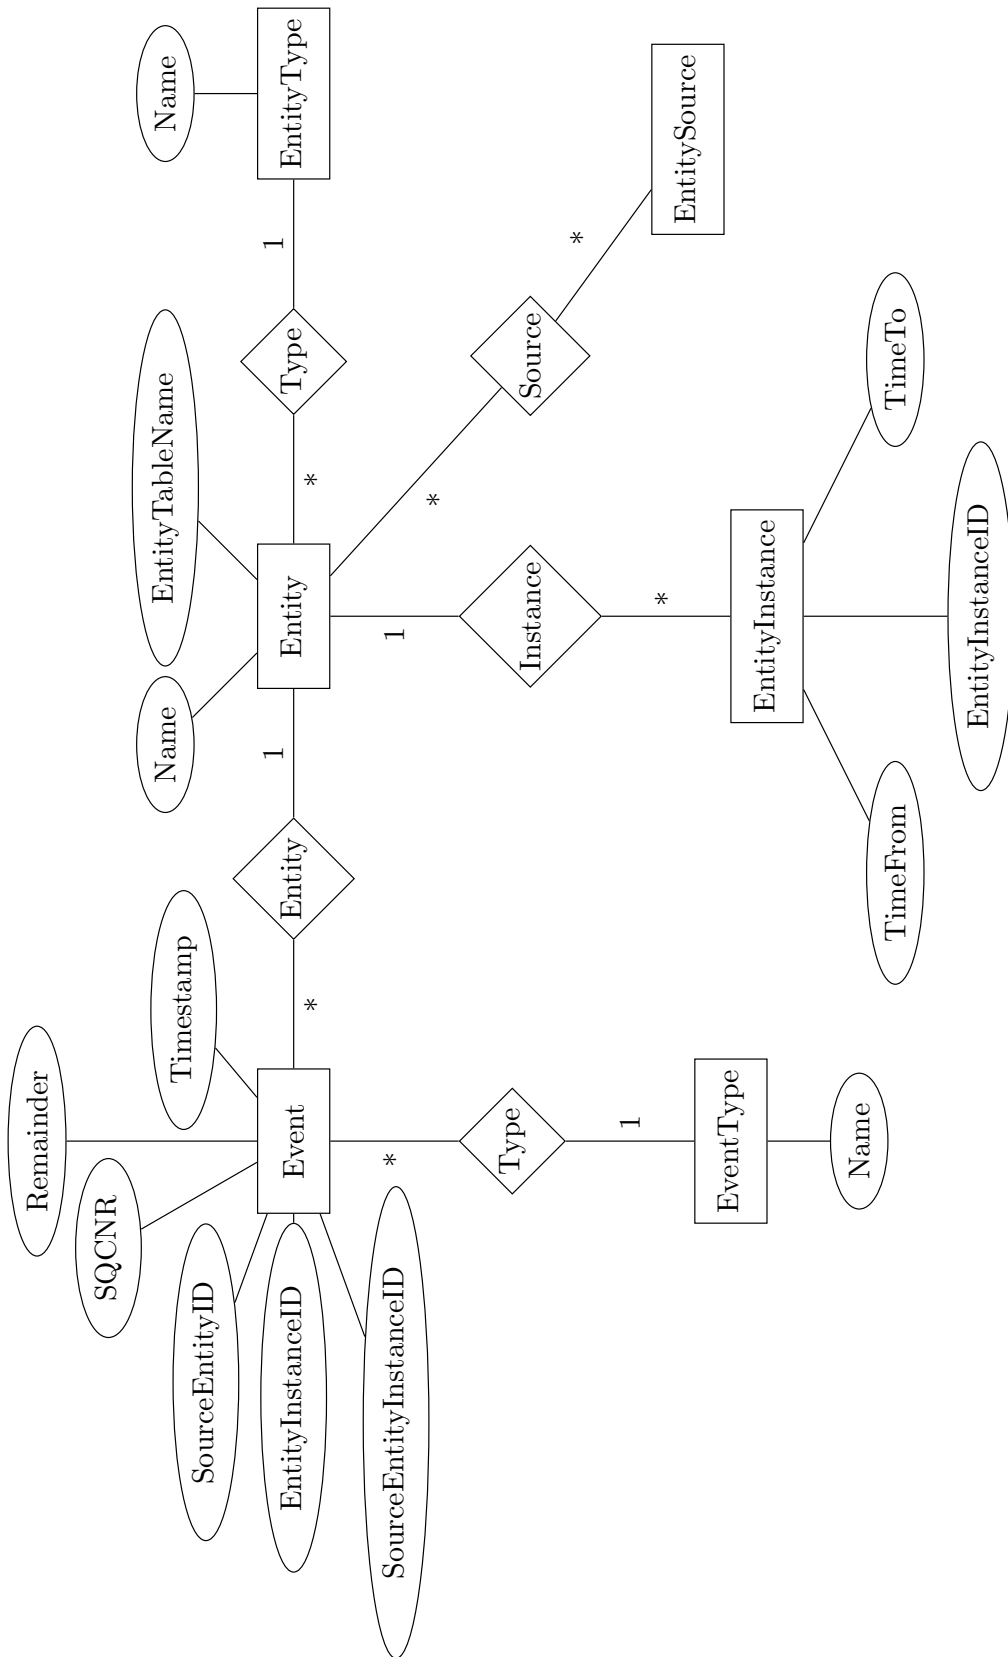 Remainder
SQCNR
Timestamp
SourceEntityID
EntityInstanceID
SourceEntityInstanceID
Event
*
Entity
1
Name
EntityTableName
Entity
*
Type
1
EntityType
Name
*
Source
*
EntitySource
1
Instance
*
EntityInstance
TimeFrom
EntityInstanceID
TimeTo
*
Type
1
EventType
Name